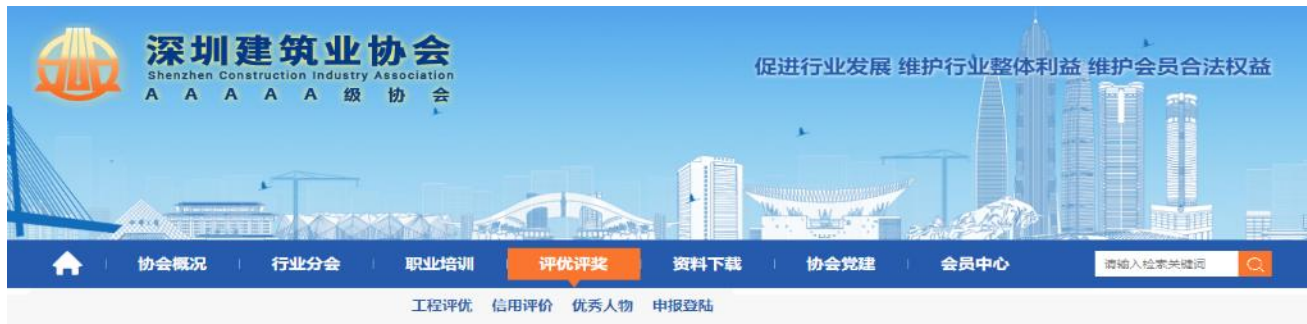 深圳建筑业协会
Shenzhen Construction Industry Association
AAAAA级协会
促进行业发展 维护行业整体利益 维护会员合法权益
协会概况 行业分会 职业培训 评优评奖 资料下载 协会党建 会员中心 请输入检索关键词
工程评优 信用评价 优秀人物 申报登陆